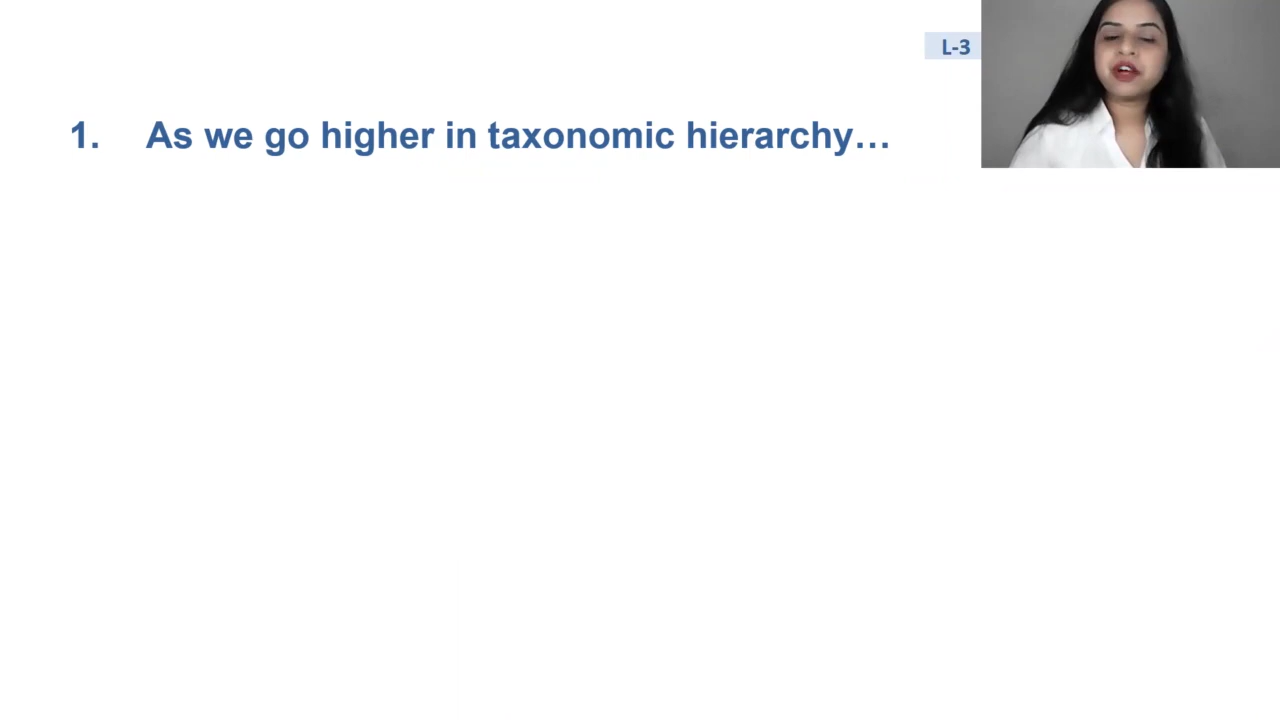 L-3
1. As we go higher in taxonomic hierarchy…